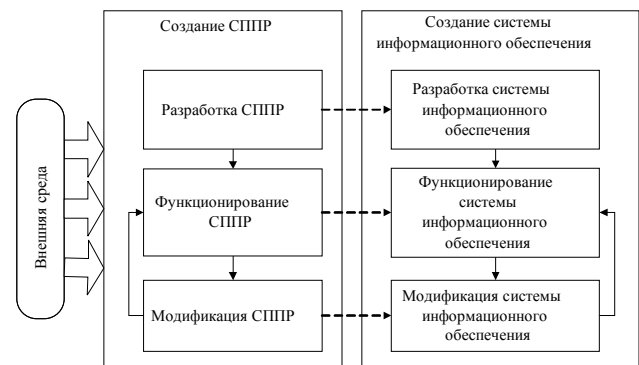 Внешняя среда
Создание СППР
Разработка СППР
Функционирование
СППР
Модификация СППР
Создание системы
информационного обеспечения
Разработка системы
информационного
обеспечения
Функционирование
системы
информационного
обеспечения
Модификация системы
информационного
обеспечения